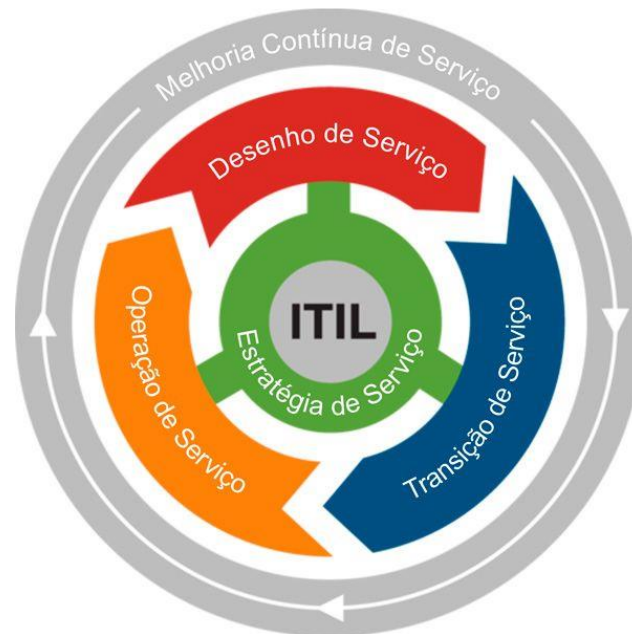 Melhoria Contínua de Serviço
Desenho de Serviço
ITIL
Estratégia de Serviço
Operação de Serviço
Transição de Serviço